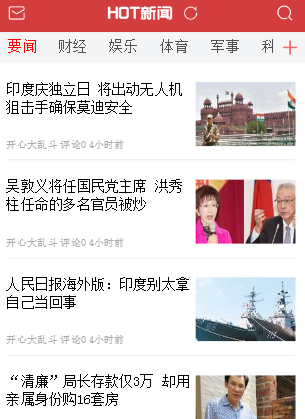 HOT新闻
要闻 财经 娱乐 体育 军事 科
印度庆独立日 将出动无人机
狙击手确保莫迪安全
开心大乱斗 评论0 4小时前
吴敦义将任国民党主席 洪秀
柱任命的多名官员被炒
开心大乱斗 评论0 4小时前
人民日报海外版：印度别太拿
自己当回事
开心大乱斗 评论0 4小时前
“清廉”局长存款仅3万 却用
亲属身份购16套房